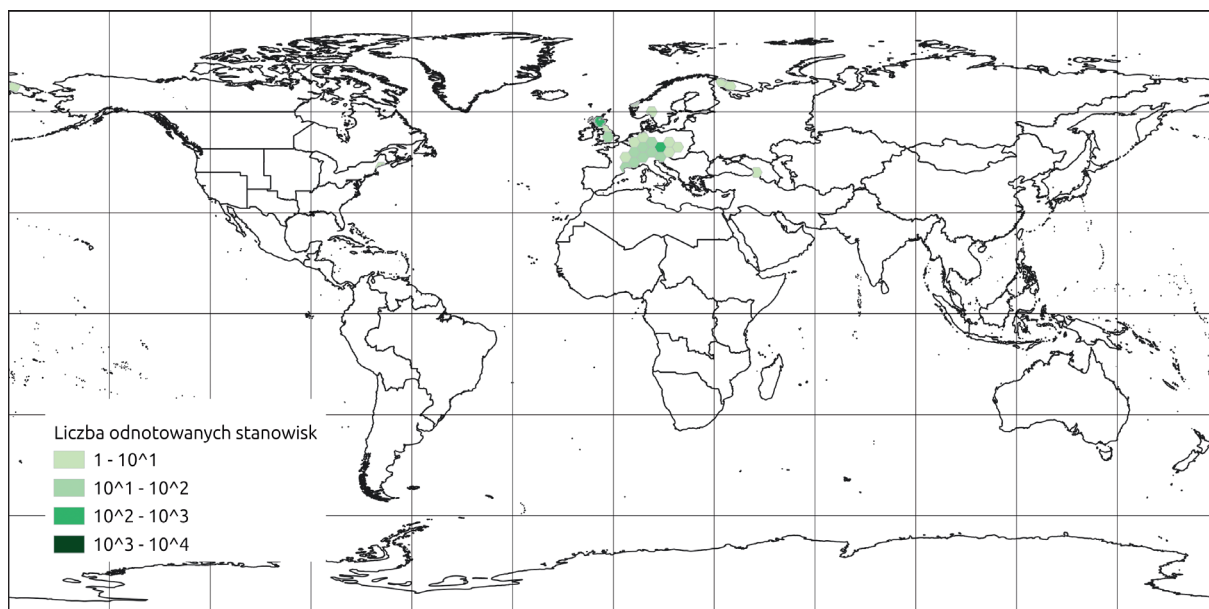 Liczba odnotowanych stanowisk
1 - 10^1
10^1 - 10^2
10^2 - 10^3
10^3 - 10^4